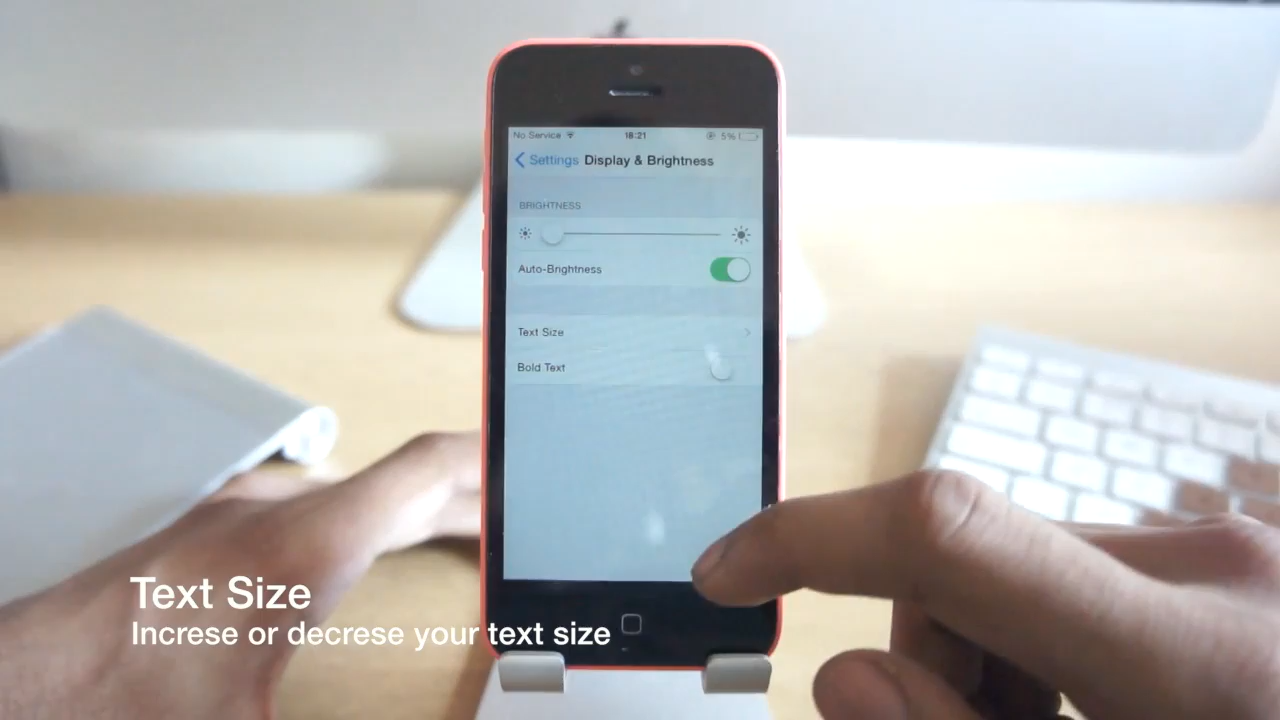 No Service 18:21 5%
Settings Display & Brightness
BRIGHTNESS
Auto-Brightness
Text Size
Bold Text
Text Size
Increse or decrese your text size